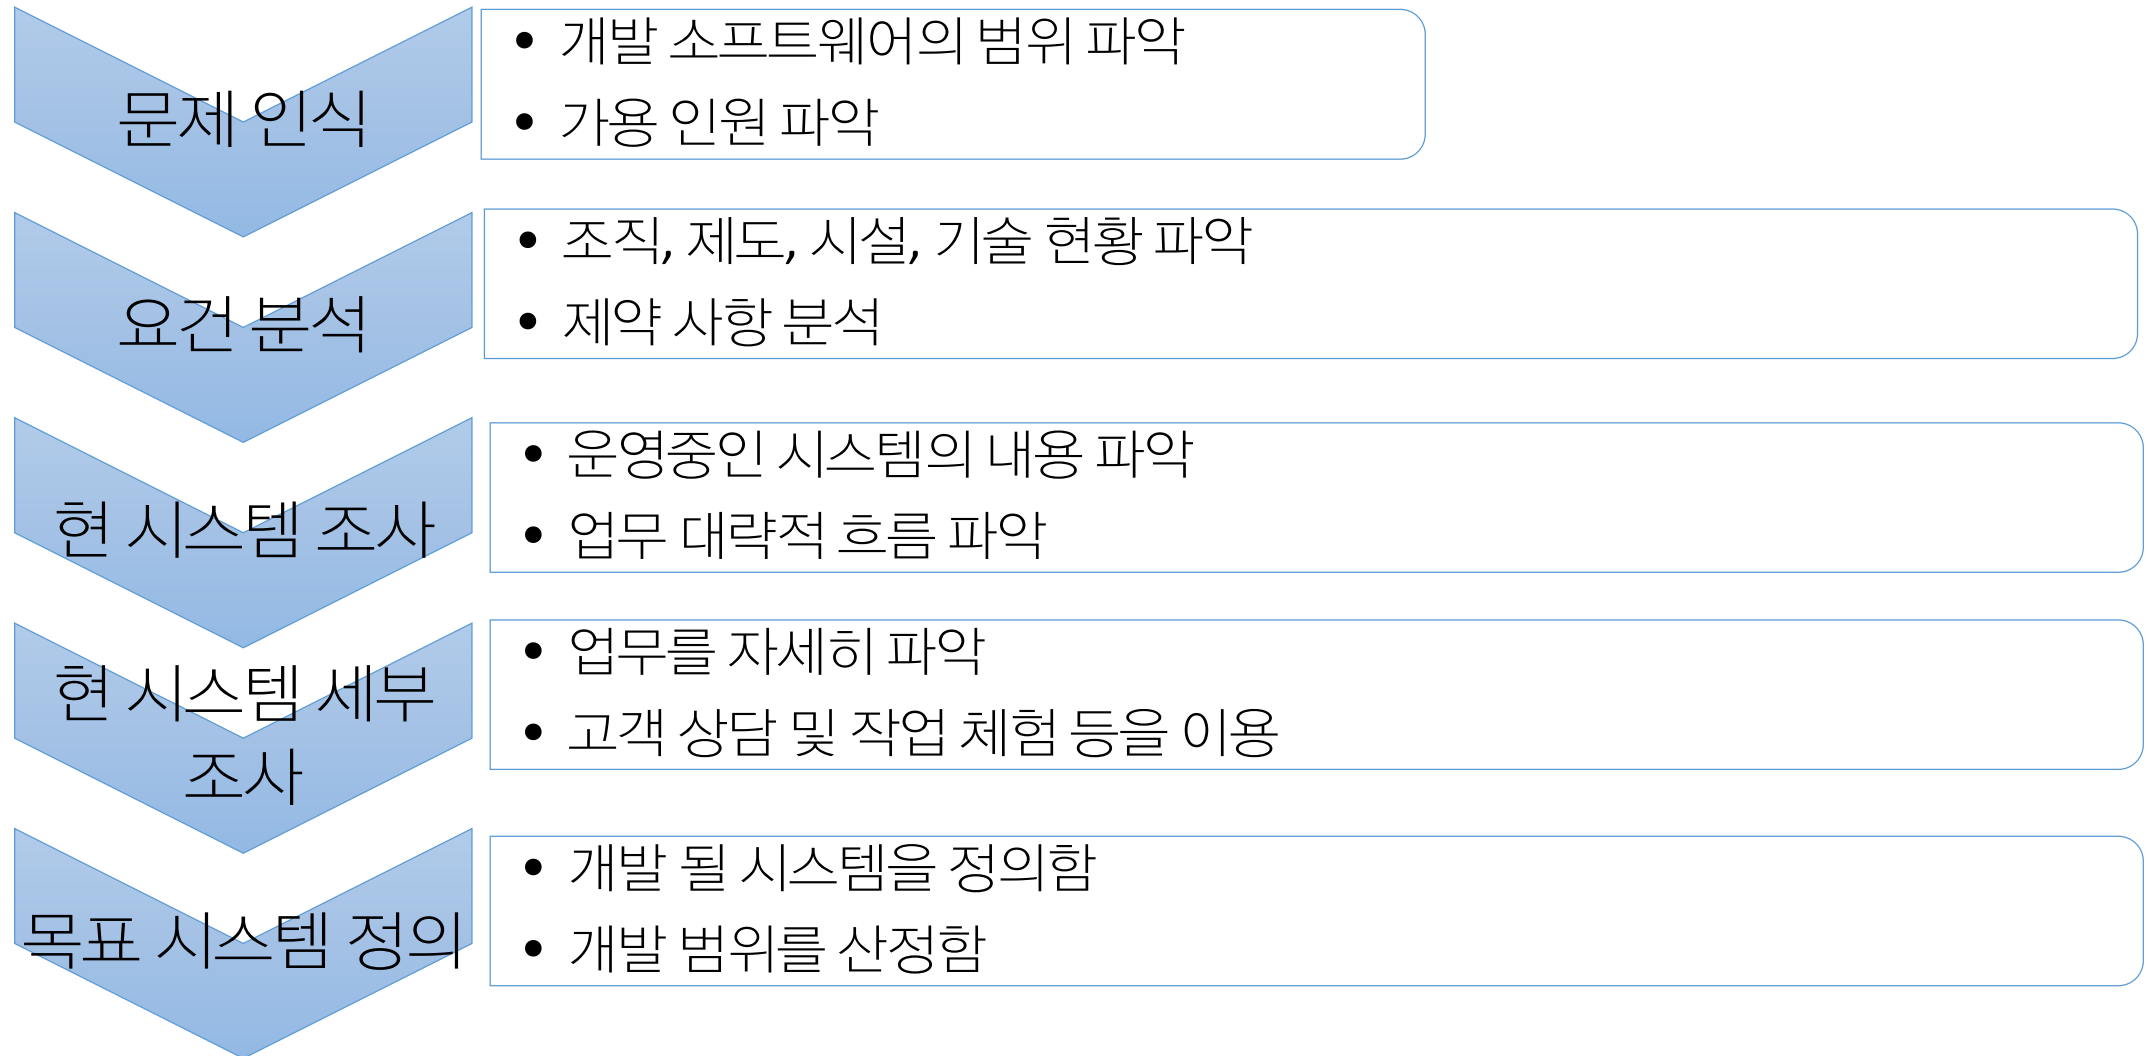 문제 인식
• 개발 소프트웨어의 범위 파악
• 가용 인원 파악
요건 분석
• 조직, 제도, 시설, 기술 현황 파악
• 제약 사항 분석
현 시스템 조사
• 운영중인 시스템의 내용 파악
• 업무 대략적 흐름 파악
현 시스템 세부
조사
• 업무를 자세히 파악
• 고객 상담 및 작업 체험 등을 이용
목표 시스템 정의
• 개발 될 시스템을 정의함
• 개발 범위를 산정함